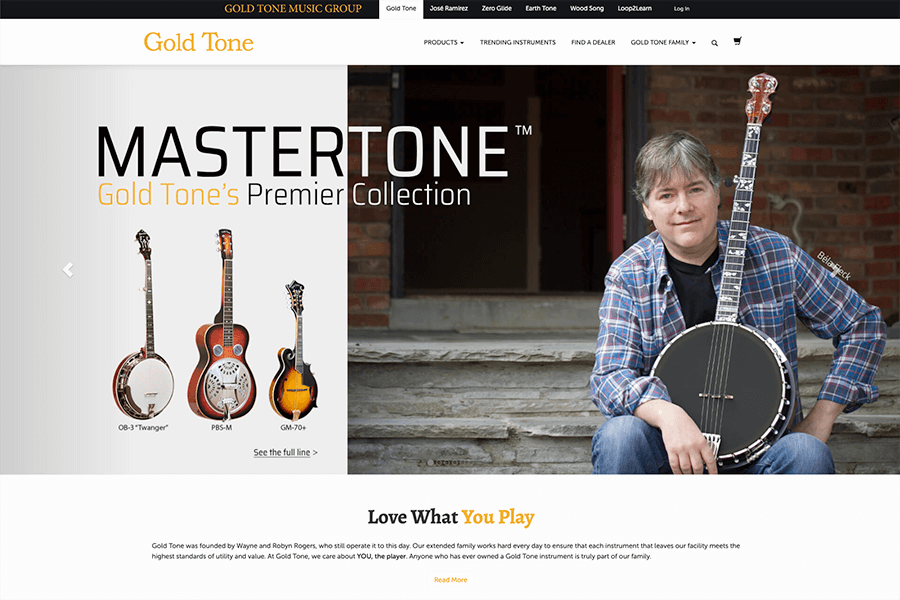 GOLD TONE MUSIC GROUP Gold Tone José Ramírez Zero Glide Earth Tone Wood Song Loop2Learn Log In
Gold Tone PRODUCTS TRENDING INSTRUMENTS FIND A DEALER GOLD TONE FAMILY
MASTERTONE™
Gold Tone's Premier Collection
Béla Fleck
OB-3 "Twanger" PBS-M GM-70+
See the full line >
Love What You Play
Gold Tone was founded by Wayne and Robyn Rogers, who still operate it to this day. Our extended family works hard every day to ensure that each instrument that leaves our facility meets the
highest standards of utility and value. At Gold Tone, we care about YOU, the player. Anyone who has ever owned a Gold Tone instrument is truly part of our family.
Read More